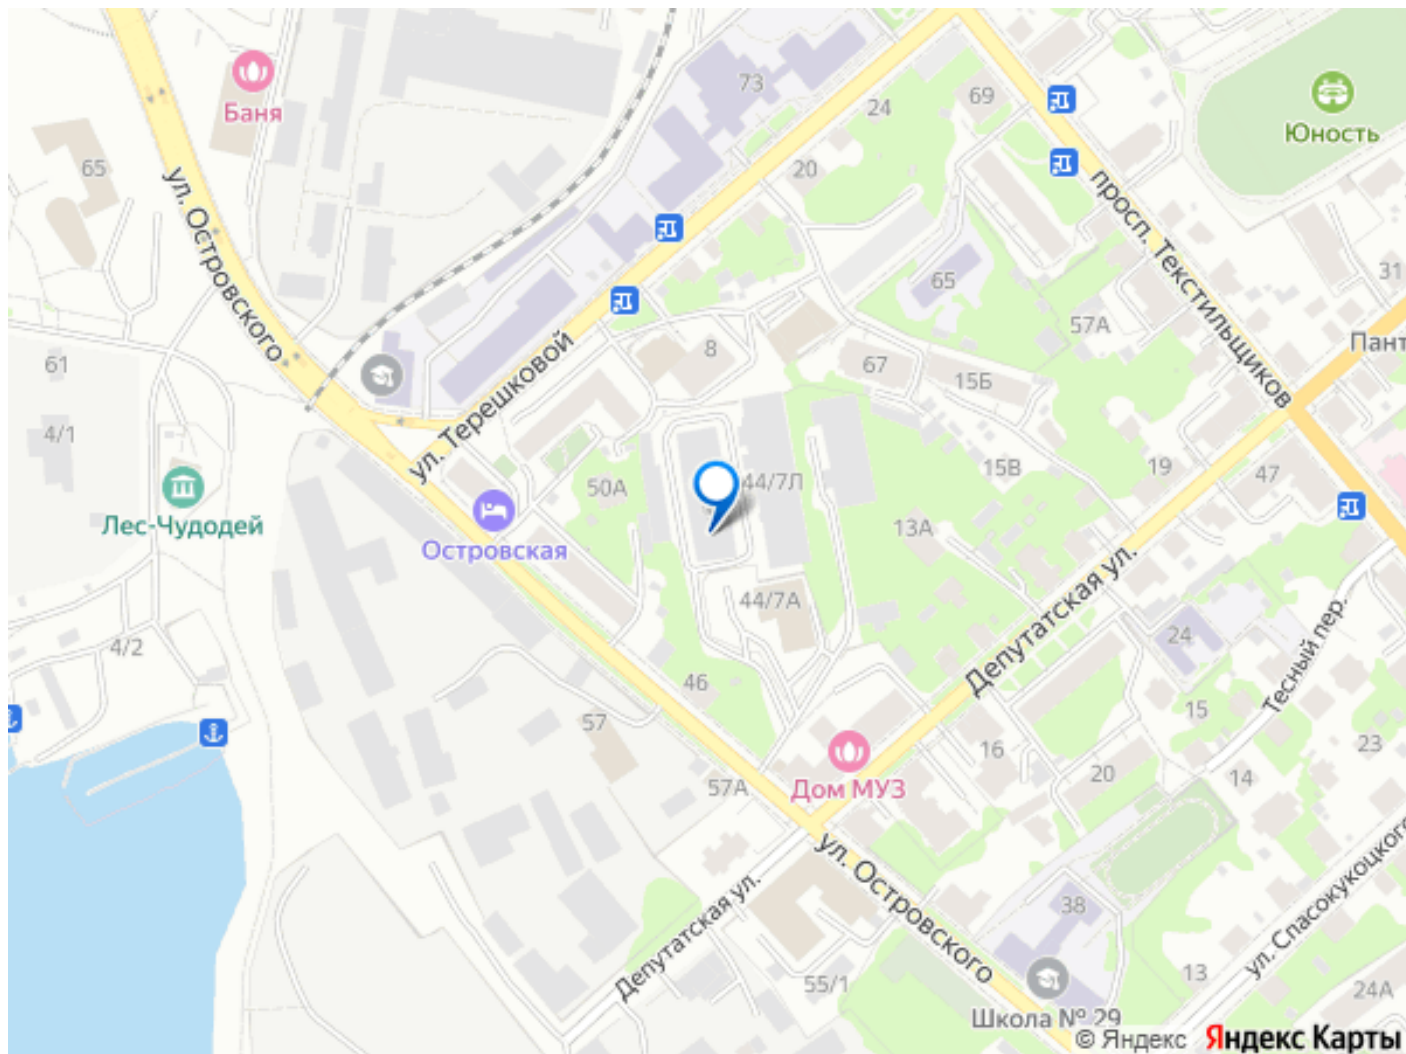 Баня
73
24
69
Юность
65
ул. Островского
20
просп. Текстильщиков
65
31
57А
Пант
61
8
67
15Б
4/1
ул. Терешковой
Лес-Чудодей
50А
44/7Л
15В
19
47
Островская
13А
44/7А
Депутатская ул.
24
Тесный пер.
4/2
46
15
57
16
23
57А
Дом МУЗ
20
14
ул. Островского
Депутатская ул.
38
ул. Спасокукоцкого
55/1
13
24А
Школа № 29
© Яндекс Яндекс Карты